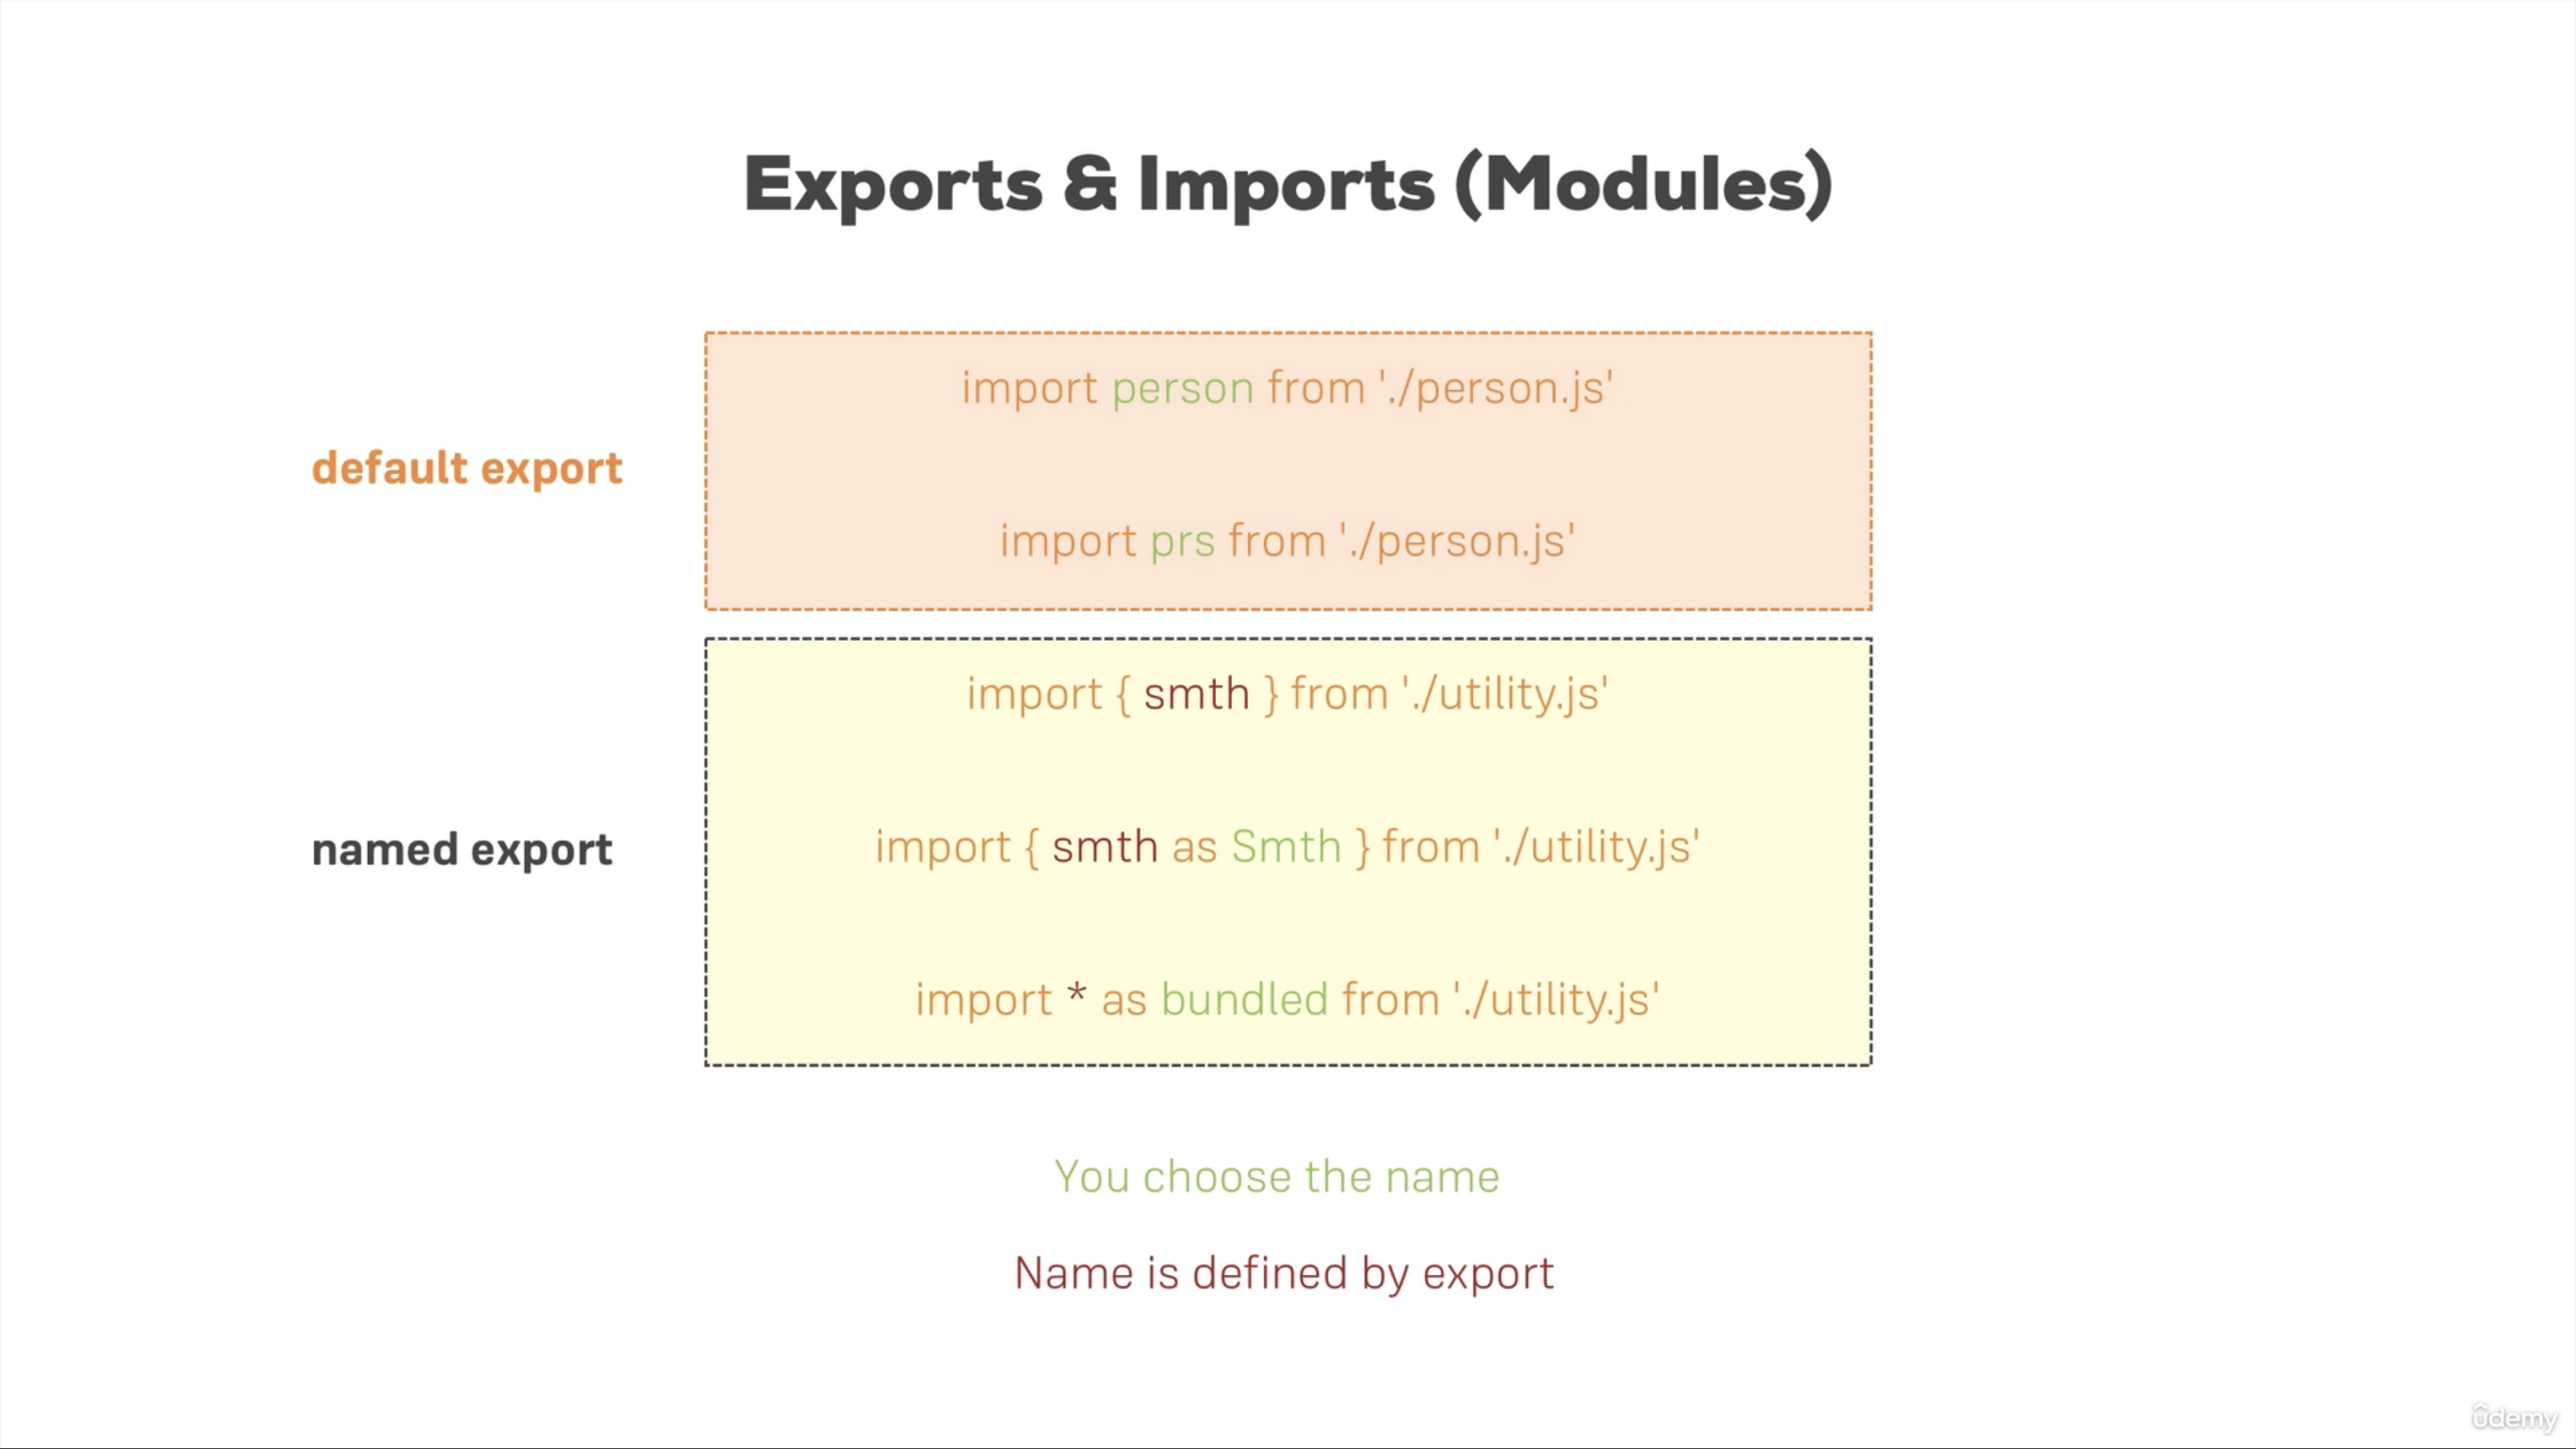 Exports & Imports (Modules)
default export
import person from './person.js'
import prs from './person.js'
named export
import { smth } from './utility.js'
import { smth as Smth } from './utility.js'
import * as bundled from './utility.js'
You choose the name
Name is defined by export
ûdemy